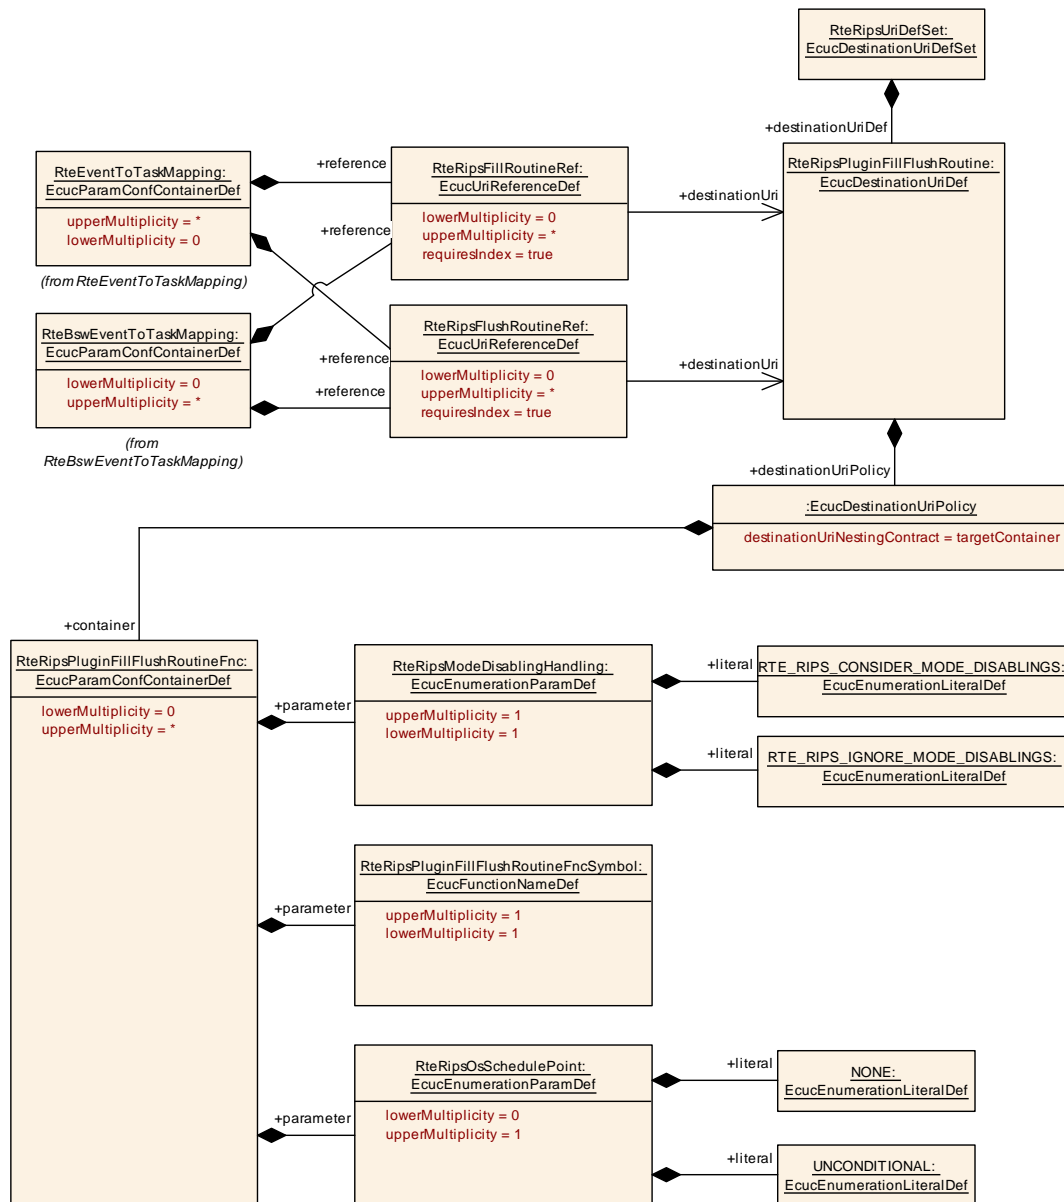 RteRipsUriDefSet:
EcucDestinationUriDefSet
+destinationUriDef
RteEventToTaskMapping:
EcucParamConfContainerDef
upperMultiplicity = *
lowerMultiplicity = 0
(from RteEventToTaskMapping)
+reference
RteRipsFillRoutineRef:
EcucUriReferenceDef
lowerMultiplicity = 0
upperMultiplicity = *
requiresIndex = true
+destinationUri
RteRipsPluginFillFlushRoutine:
EcucDestinationUriDef
+reference
RteBswEventToTaskMapping:
EcucParamConfContainerDef
lowerMultiplicity = 0
upperMultiplicity = *
(from
RteBswEventToTaskMapping)
+reference
+reference
RteRipsFlushRoutineRef:
EcucUriReferenceDef
lowerMultiplicity = 0
upperMultiplicity = *
requiresIndex = true
+destinationUri
+destinationUriPolicy
:EcucDestinationUriPolicy
destinationUriNestingContract = targetContainer
+container
RteRipsPluginFillFlushRoutineFnc:
EcucParamConfContainerDef
lowerMultiplicity = 0
upperMultiplicity = *
+parameter
RteRipsModeDisablingHandling:
EcucEnumerationParamDef
upperMultiplicity = 1
lowerMultiplicity = 1
+literal
RTE_RIPS_CONSIDER_MODE_DISABLINGS:
EcucEnumerationLiteralDef
+literal
RTE_RIPS_IGNORE_MODE_DISABLINGS:
EcucEnumerationLiteralDef
+parameter
RteRipsPluginFillFlushRoutineFncSymbol:
EcucFunctionNameDef
upperMultiplicity = 1
lowerMultiplicity = 1
+parameter
RteRipsOsSchedulePoint:
EcucEnumerationParamDef
lowerMultiplicity = 0
upperMultiplicity = 1
+literal
NONE:
EcucEnumerationLiteralDef
+literal
UNCONDITIONAL:
EcucEnumerationLiteralDef